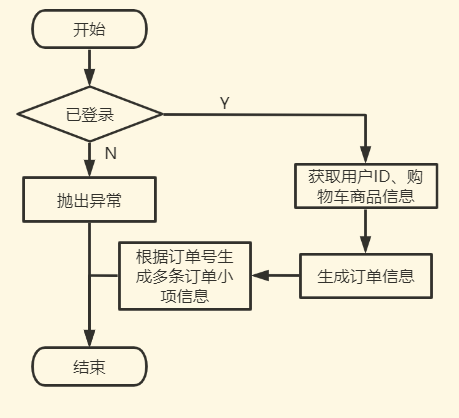 开始
已登录
Y
N
抛出异常
获取用户ID、购
物车商品信息
生成订单信息
根据订单号生
成多条订单小
项信息
结束